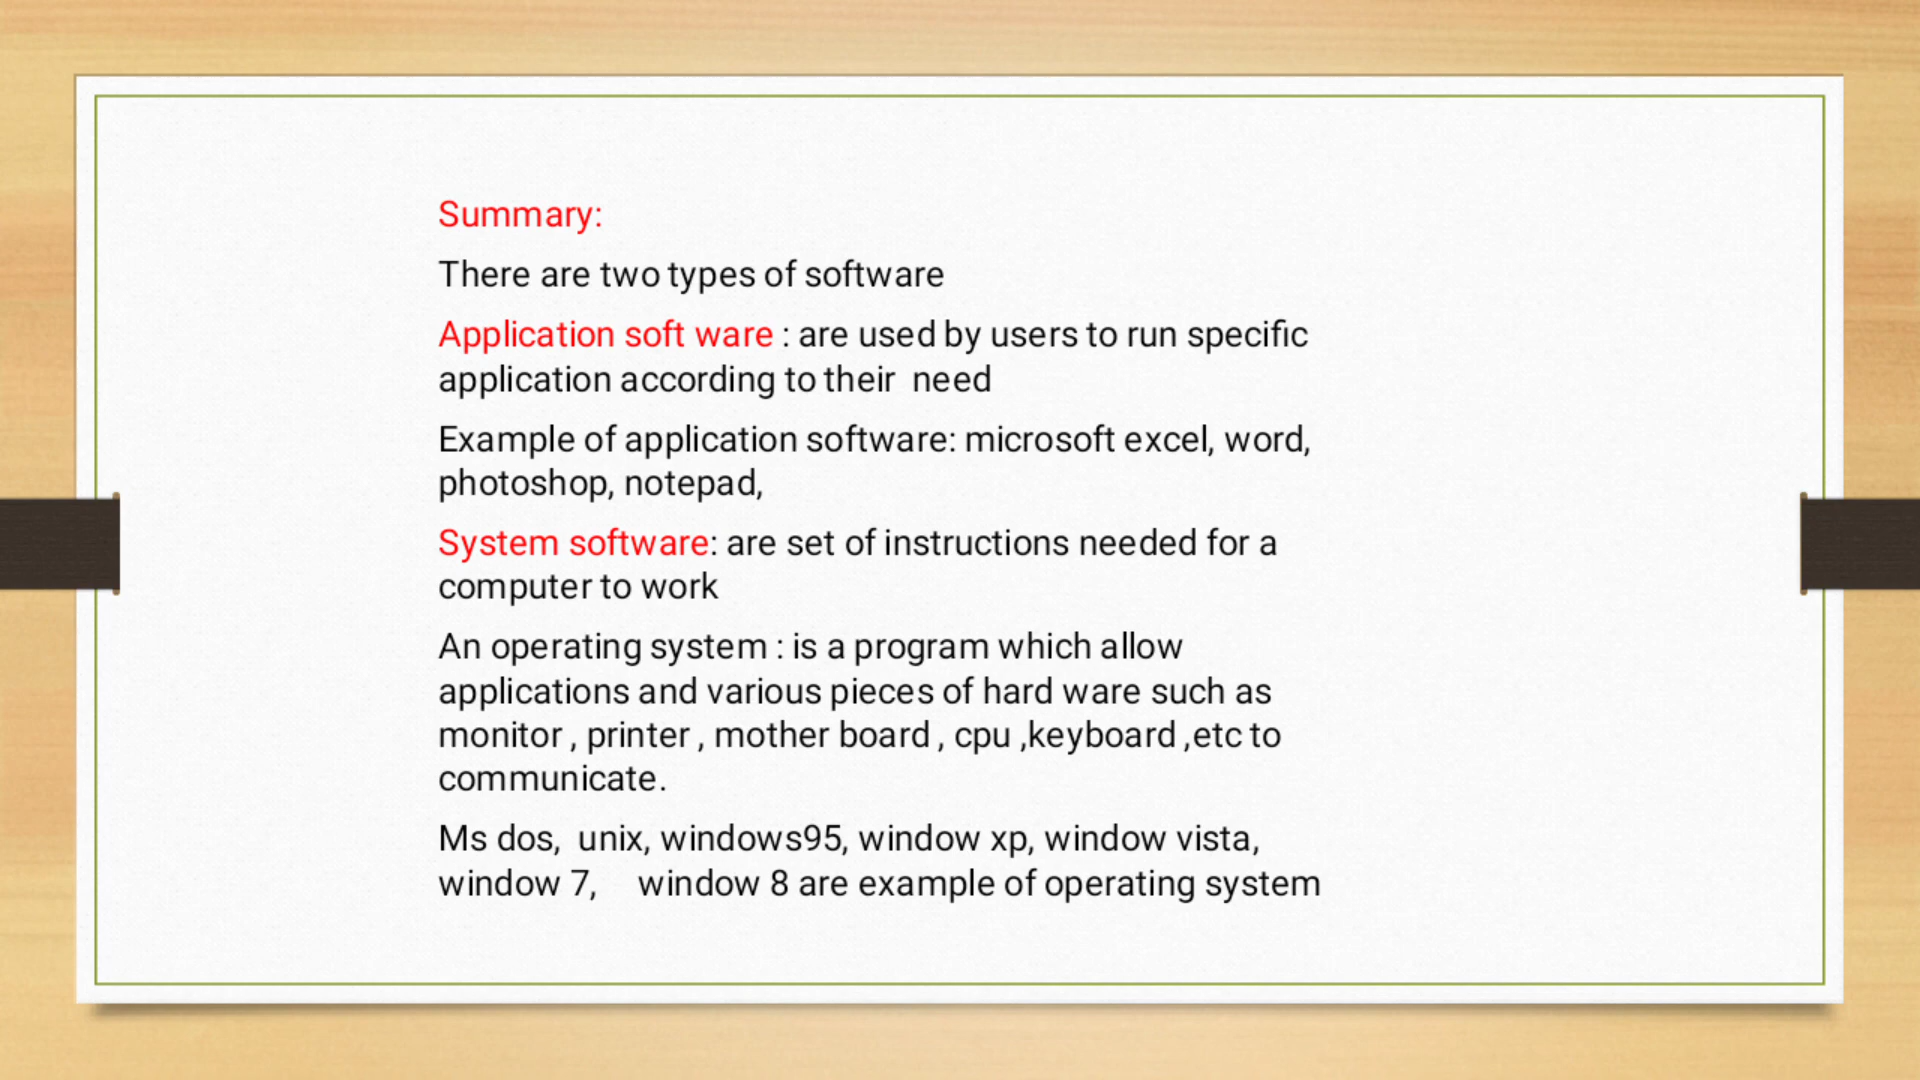 Summary:
There are two types of software
Application soft ware : are used by users to run specific
application according to their  need
Example of application software: microsoft excel, word,
photoshop, notepad,
System software: are set of instructions needed for a
computer to work
An operating system : is a program which allow
applications and various pieces of hard ware such as
monitor , printer , mother board , cpu ,keyboard ,etc to
communicate.
Ms dos,  unix, windows95, window xp, window vista,
window 7,    window 8 are example of operating system